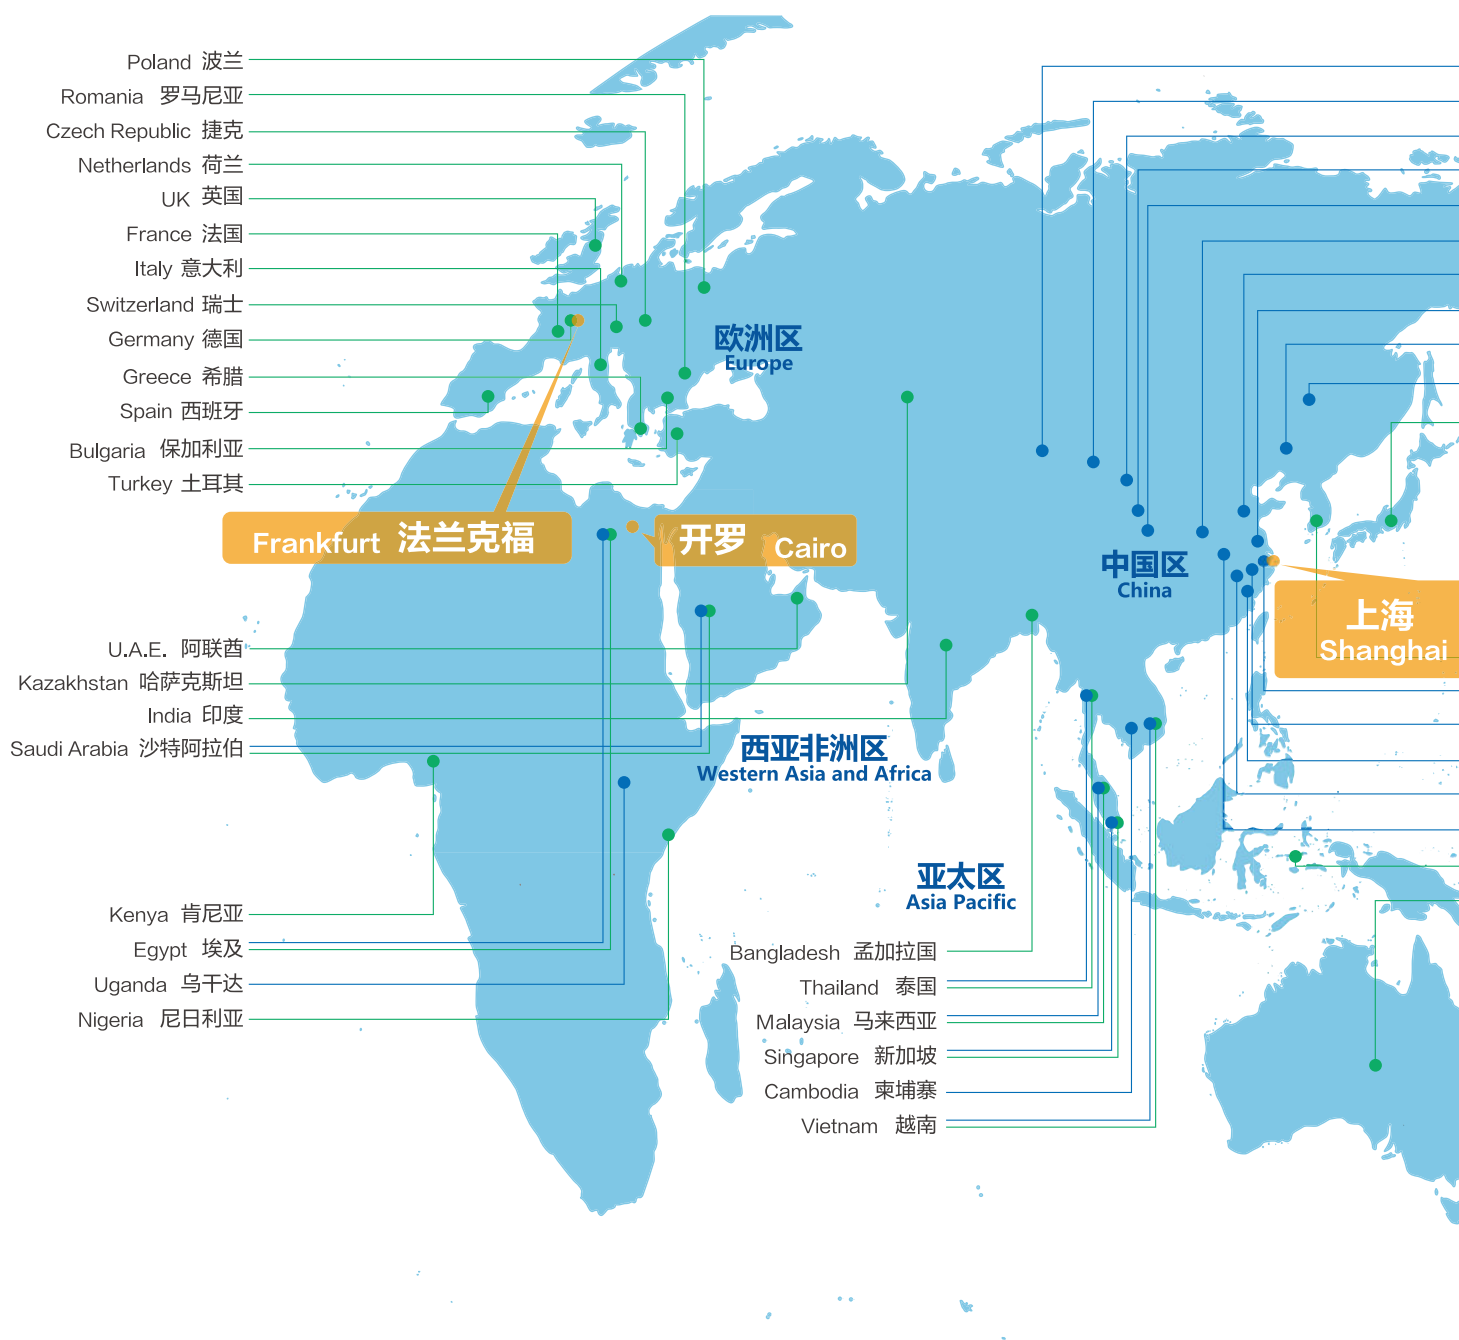 Poland 波兰
Romania 罗马尼亚
Czech Republic 捷克
Netherlands 荷兰
UK 英国
France 法国
Italy 意大利
Switzerland 瑞士
Germany 德国
Greece 希腊
Spain 西班牙
Bulgaria 保加利亚
Turkey 土耳其
欧洲区
Europe
Frankfurt 法兰克福
开罗 Cairo
中国区
China
上海
Shanghai
U.A.E. 阿联酋
Kazakhstan 哈萨克斯坦
India 印度
Saudi Arabia 沙特阿拉伯
西亚非洲区
Western Asia and Africa
亚太区
Asia Pacific
Kenya 肯尼亚
Egypt 埃及
Uganda 乌干达
Nigeria 尼日利亚
Bangladesh 孟加拉国
Thailand 泰国
Malaysia 马来西亚
Singapore 新加坡
Cambodia 柬埔寨
Vietnam 越南